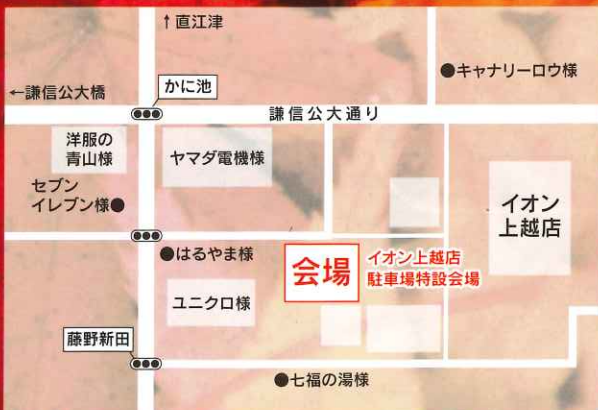 ↑直江津
●キャナリーロウ様
←謙信公大橋
かに池
謙信公大通り
洋服の
青山様
ヤマダ電機様
セブン
イレブン様●
イオン
上越店
●はるやま様
会場
イオン上越店
駐車場特設会場
ユニクロ様
藤野新田
●七福の湯様